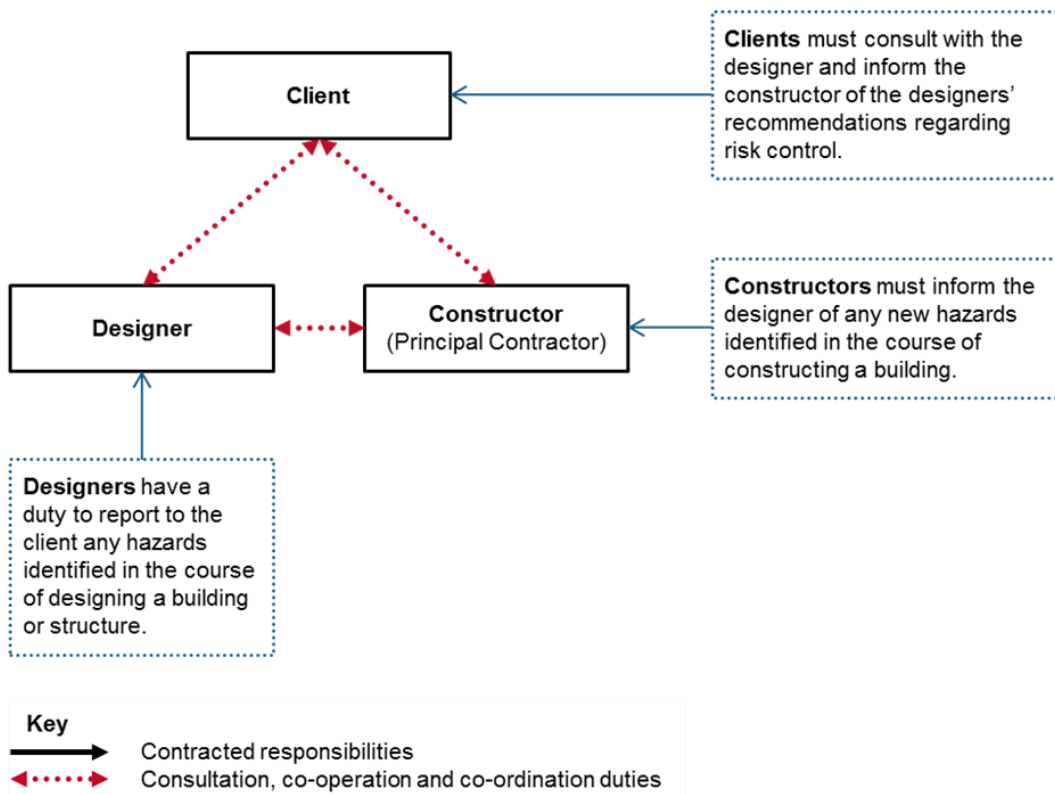 Client
Clients must consult with the
designer and inform the
constructor of the designers’
recommendations regarding
risk control.
Designer
Constructor
(Principal Contractor)
Constructors must inform the
designer of any new hazards
identified in the course of
constructing a building.
Designers have a
duty to report to the
client any hazards
identified in the course
of designing a building
or structure.
Key
Contracted responsibilities
Consultation, co-operation and co-ordination duties